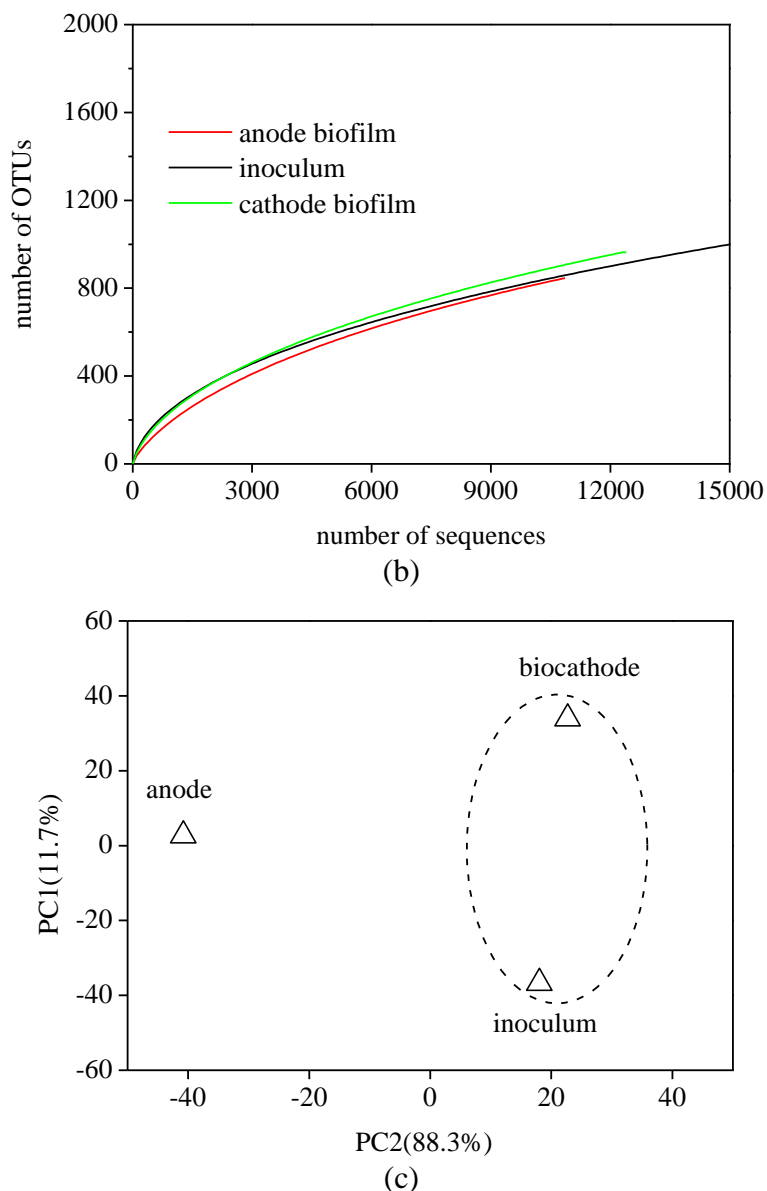 2000
1600
1200
800
400
0
number of OTUs
anode biofilm
inoculum
cathode biofilm
0 3000 6000 9000 12000 15000
number of sequences
(b)
60
40
20
0
-20
-40
-60
PC1(11.7%)
biocathode
anode
inoculum
-40 -20 0 20 40
PC2(88.3%)
(c)